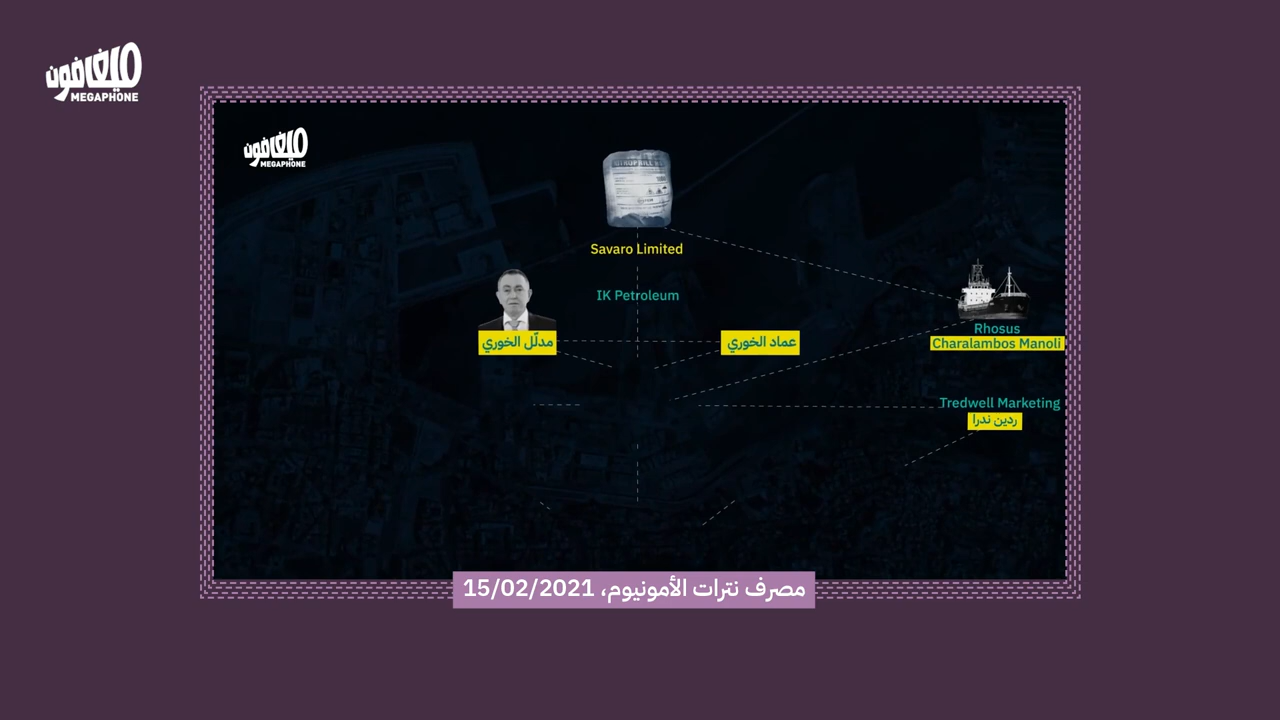 ميغافون
MEGAPHONE
ميغافون
MEGAPHONE
NITROPRILL
Savaro Limited
IK Petroleum
مدلّل الخوري
عماد الخوري
Rhosus
Charalambos Manoli
Tredwell Marketing
ردين ندرا
مصرف نترات الأمونيوم، 15/02/2021